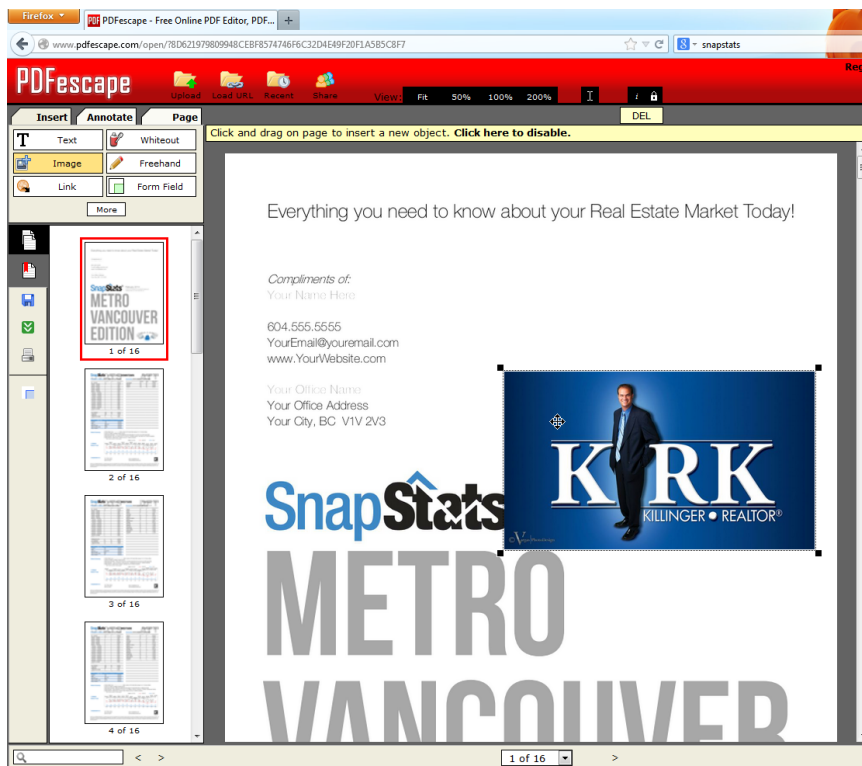 Firefox
PDF PDFescape - Free Online PDF Editor, PDF... +
www.pdfescape.com/open/?8D621979809948CEBF8574746F6C32D4E49F20F1A5B5C8F7
8 snapstats
PDFescape
Upload Load URL Recent Share View: Fit 50% 100% 200% I i
Reg
Insert Annotate Page
DEL
Click and drag on page to insert a new object. Click here to disable.
T Text Whiteout
Image Freehand
Link Form Field
More
Everything you need to know about your Real Estate Market Today!
Compliments of:
Your Name Here
604.555.5555
YourEmail@youremail.com
www.YourWebsite.com
Your Office Name
Your Office Address
Your City, BC V1V 2V3
KIRK
KILLINGER • REALTOR®
SnapStats
METRO
VANCOUVER
SnapStats
METRO
VANCOUVER
EDITION
1 of 16
2 of 16
3 of 16
4 of 16
< >
1 of 16
>